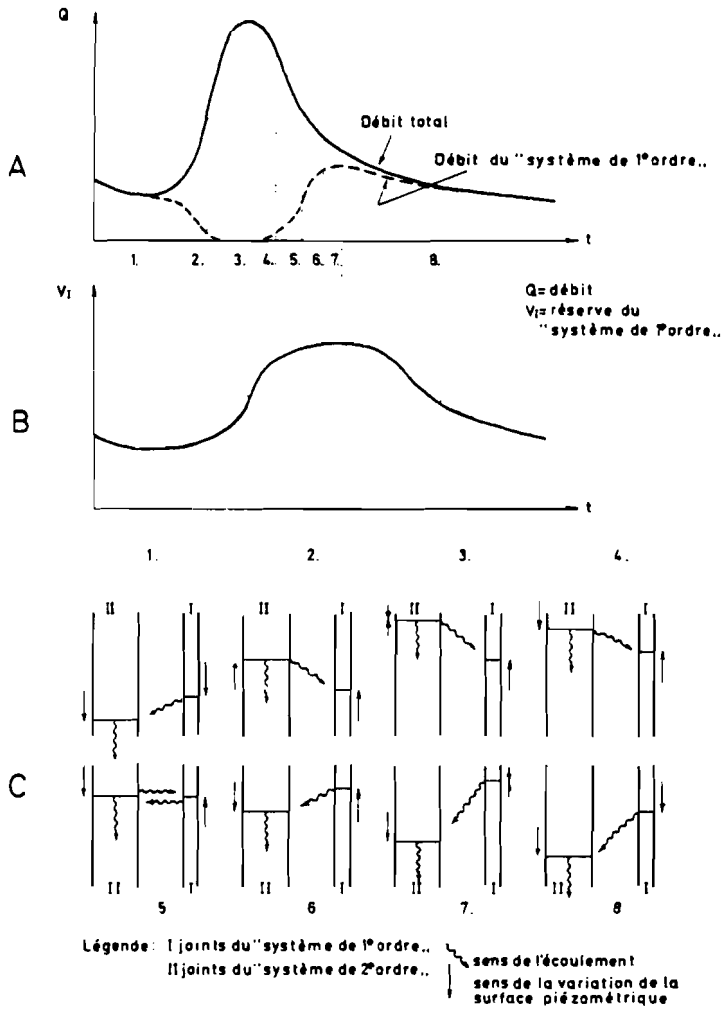 Q
A
Débit total
Débit du "système de 1° ordre„
t
1. 2. 3. 4. 5. 6. 7. 8.
VI
Q=débit
VI=réserve du
"système de 1° ordre„
B
t
1. 2. 3. 4.
II I II I II I II I
C
II I II I II I II I
5 6 7. 8
Légende: I joints du "système de 1° ordre„
II joints du "système de 2° ordre„
sens de l'écoulement
sens de la variation de la
surface piézométrique